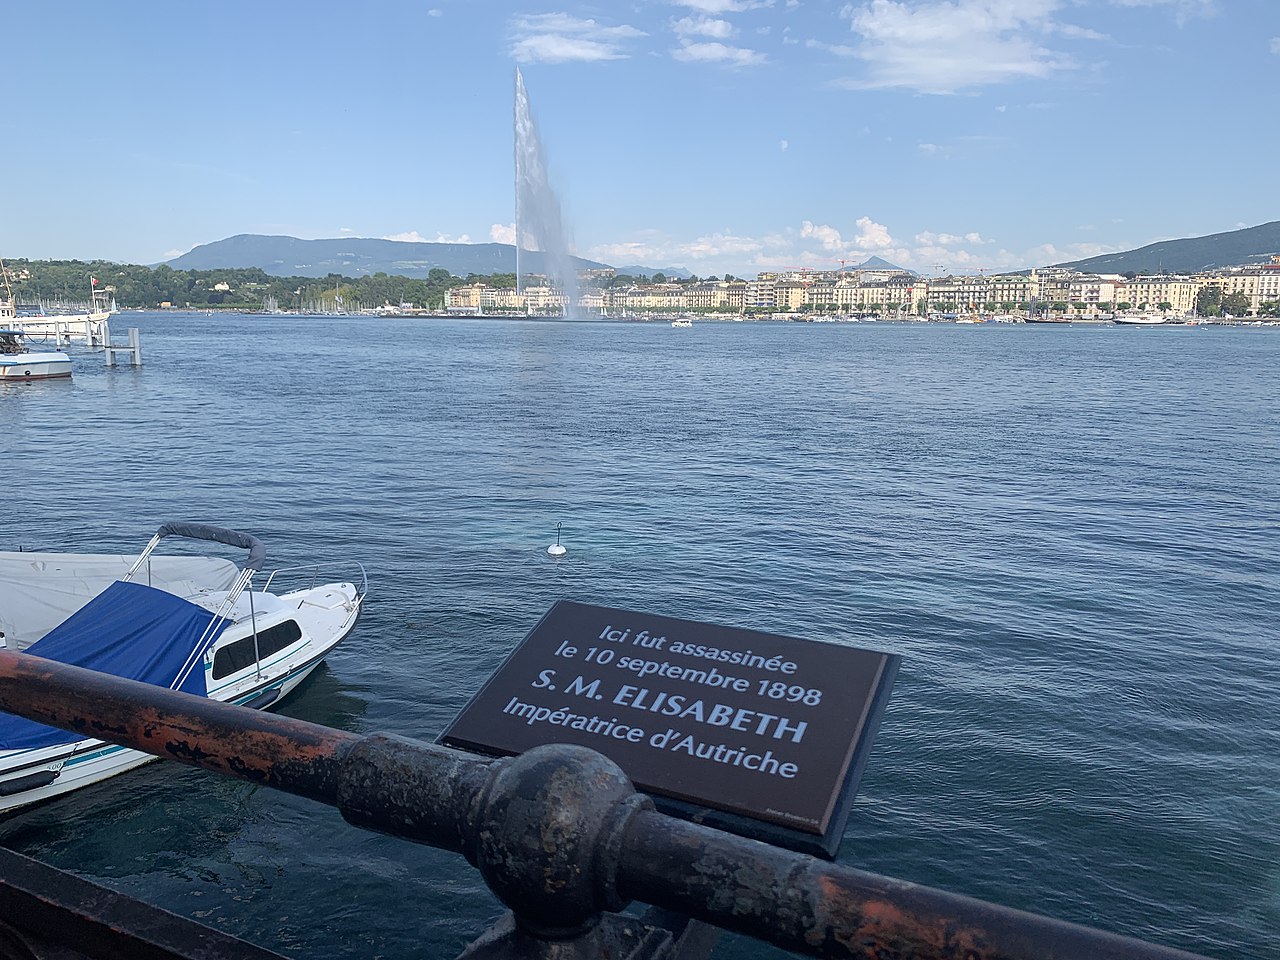 Ici fut assassinée
le 10 septembre 1898
S. M. ELISABETH
Impératrice d'Autriche